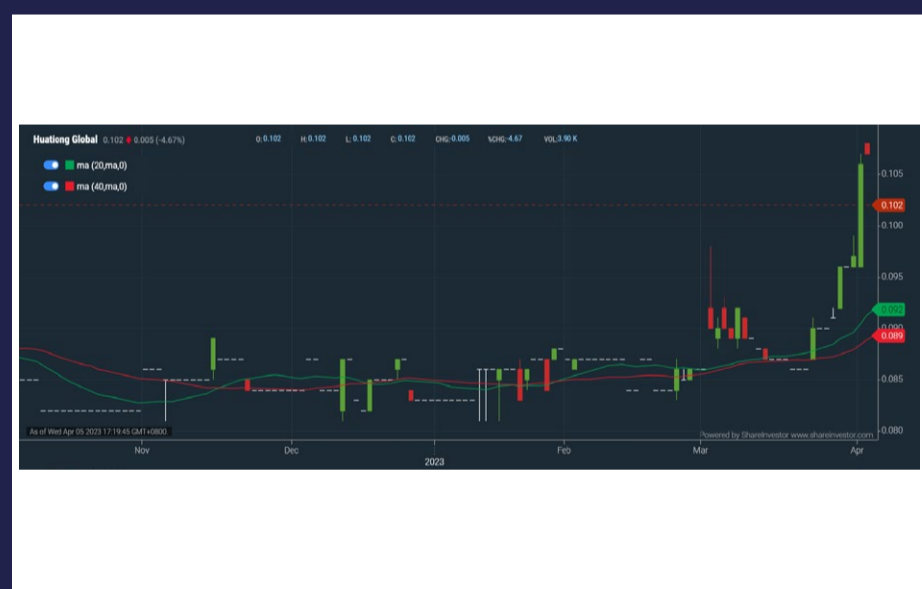 Huationg Global 0.102 0.005 (-4.67%) O: 0.102 H: 0.102 L: 0.102 C: 0.102 CHG:-0.005 %CHG:-4.67 VOL:3.90 K
ma (20,ma,0)
ma (40,ma,0)
0.105
0.102
0.100
0.095
0.092
0.090
0.089
0.085
0.080
As of Wed Apr 05 2023 17:19:45 GMT+0800
Powered by ShareInvestor www.shareinvestor.com
Nov Dec Feb Mar Apr
2023